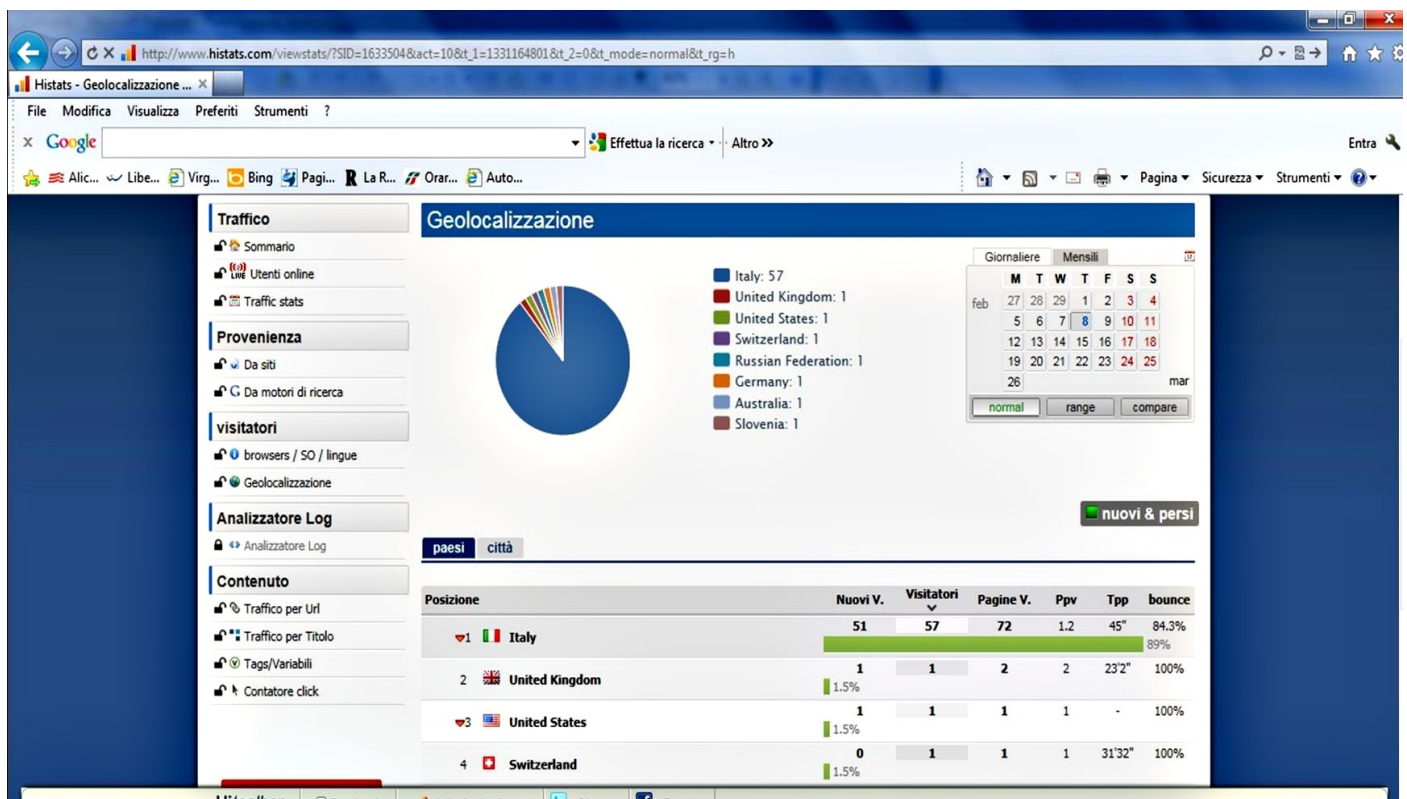 http://www.histats.com/viewstats/?SID=1633504&act=10&t_1=1331164801&t_2=0&t_mode=normal&t_rg=h
Histats - Geolocalizzazione ... ×
File Modifica Visualizza Preferiti Strumenti ?
x Google Effettua la ricerca Altro >> Entra
Alic... Libe... Virg... Bing Pagi... La R... Orar... Auto... Pagina Sicurezza Strumenti
Traffico
Sommario
LIVE Utenti online
Traffic stats
Provenienza
Da siti
Da motori di ricerca
visitatori
browsers / SO / lingue
Geolocalizzazione
Analizzatore Log
Analizzatore Log
Contenuto
Traffico per Url
Traffico per Titolo
Tags/Variabili
Contatore click
Geolocalizzazione
Italy: 57
United Kingdom: 1
United States: 1
Switzerland: 1
Russian Federation: 1
Germany: 1
Australia: 1
Slovenia: 1
Giornaliere Mensili
M T W T F S S
feb 27 28 29 1 2 3 4
5 6 7 8 9 10 11
12 13 14 15 16 17 18
19 20 21 22 23 24 25
26 mar
normal range compare
nuovi & persi
paesi città
Posizione Nuovi V. Visitatori Pagine V. Ppv Tpp bounce
1 Italy 51 57 72 1.2 45" 84.3%
89%
2 United Kingdom 1 1 2 2 23'2" 100%
1.5%
3 United States 1 1 1 1 - 100%
1.5%
4 Switzerland 0 1 1 1 31'32" 100%
1.5%